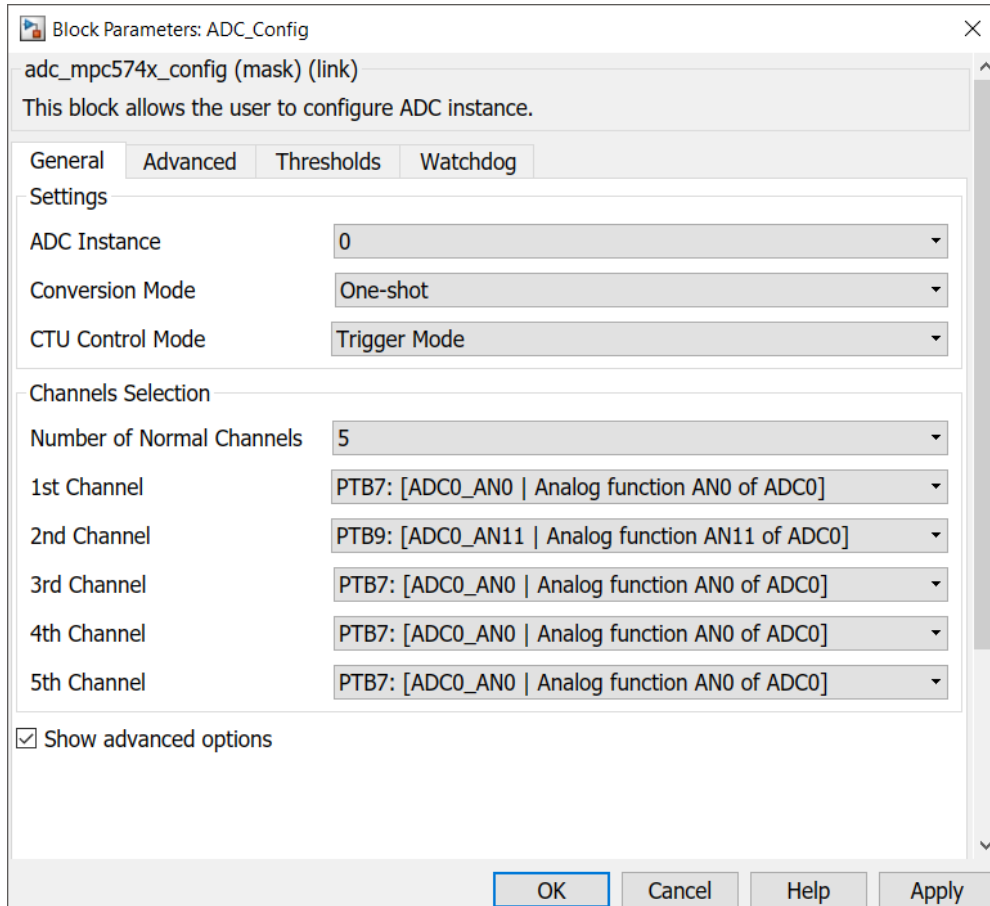 Block Parameters: ADC_Config
adc_mpc574x_config (mask) (link)
This block allows the user to configure ADC instance.
General Advanced Thresholds Watchdog
Settings
ADC Instance 0
Conversion Mode One-shot
CTU Control Mode Trigger Mode
Channels Selection
Number of Normal Channels 5
1st Channel PTB7: [ADC0_AN0 | Analog function AN0 of ADC0]
2nd Channel PTB9: [ADC0_AN11 | Analog function AN11 of ADC0]
3rd Channel PTB7: [ADC0_AN0 | Analog function AN0 of ADC0]
4th Channel PTB7: [ADC0_AN0 | Analog function AN0 of ADC0]
5th Channel PTB7: [ADC0_AN0 | Analog function AN0 of ADC0]
Show advanced options
OK Cancel Help Apply